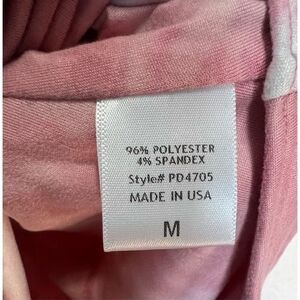 96% POLYESTER
4% SPANDEX
Style# PD4705
MADE IN USA
M